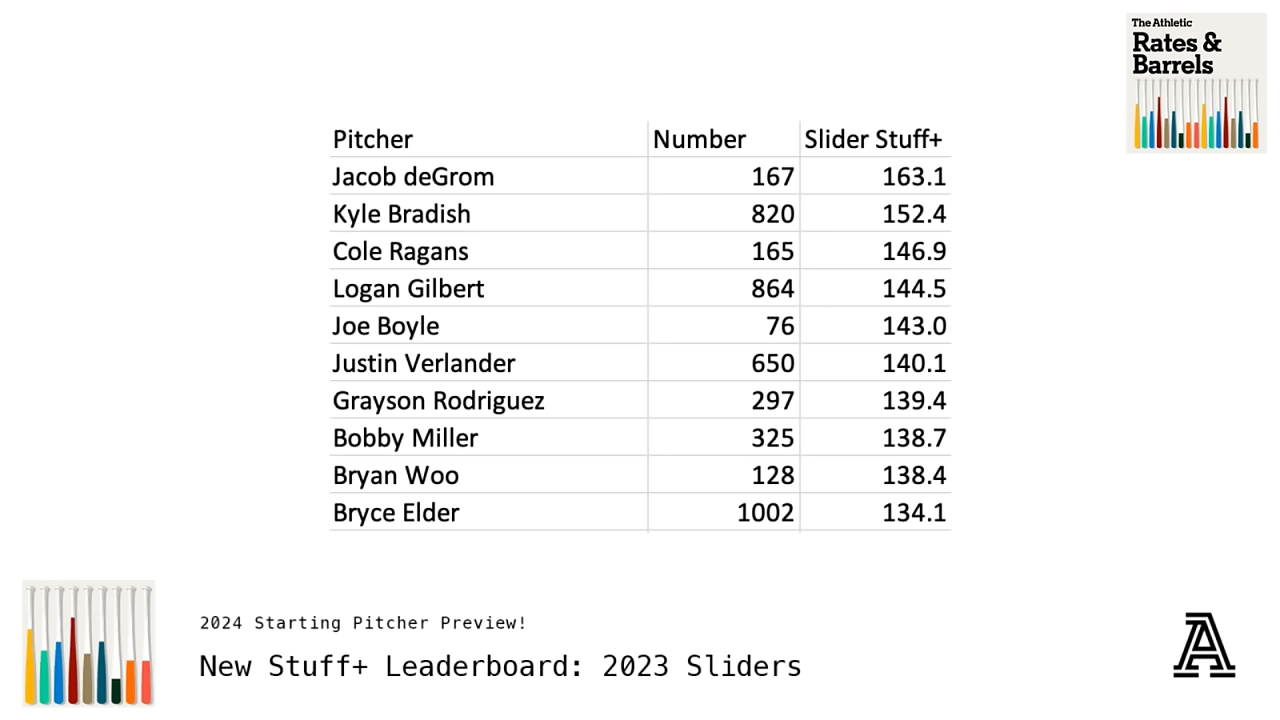 The Athletic
Rates &
Barrels
Pitcher Number Slider Stuff+
Jacob deGrom 167 163.1
Kyle Bradish 820 152.4
Cole Ragans 165 146.9
Logan Gilbert 864 144.5
Joe Boyle 76 143.0
Justin Verlander 650 140.1
Grayson Rodriguez 297 139.4
Bobby Miller 325 138.7
Bryan Woo 128 138.4
Bryce Elder 1002 134.1
2024 Starting Pitcher Preview!
New Stuff+ Leaderboard: 2023 Sliders
A